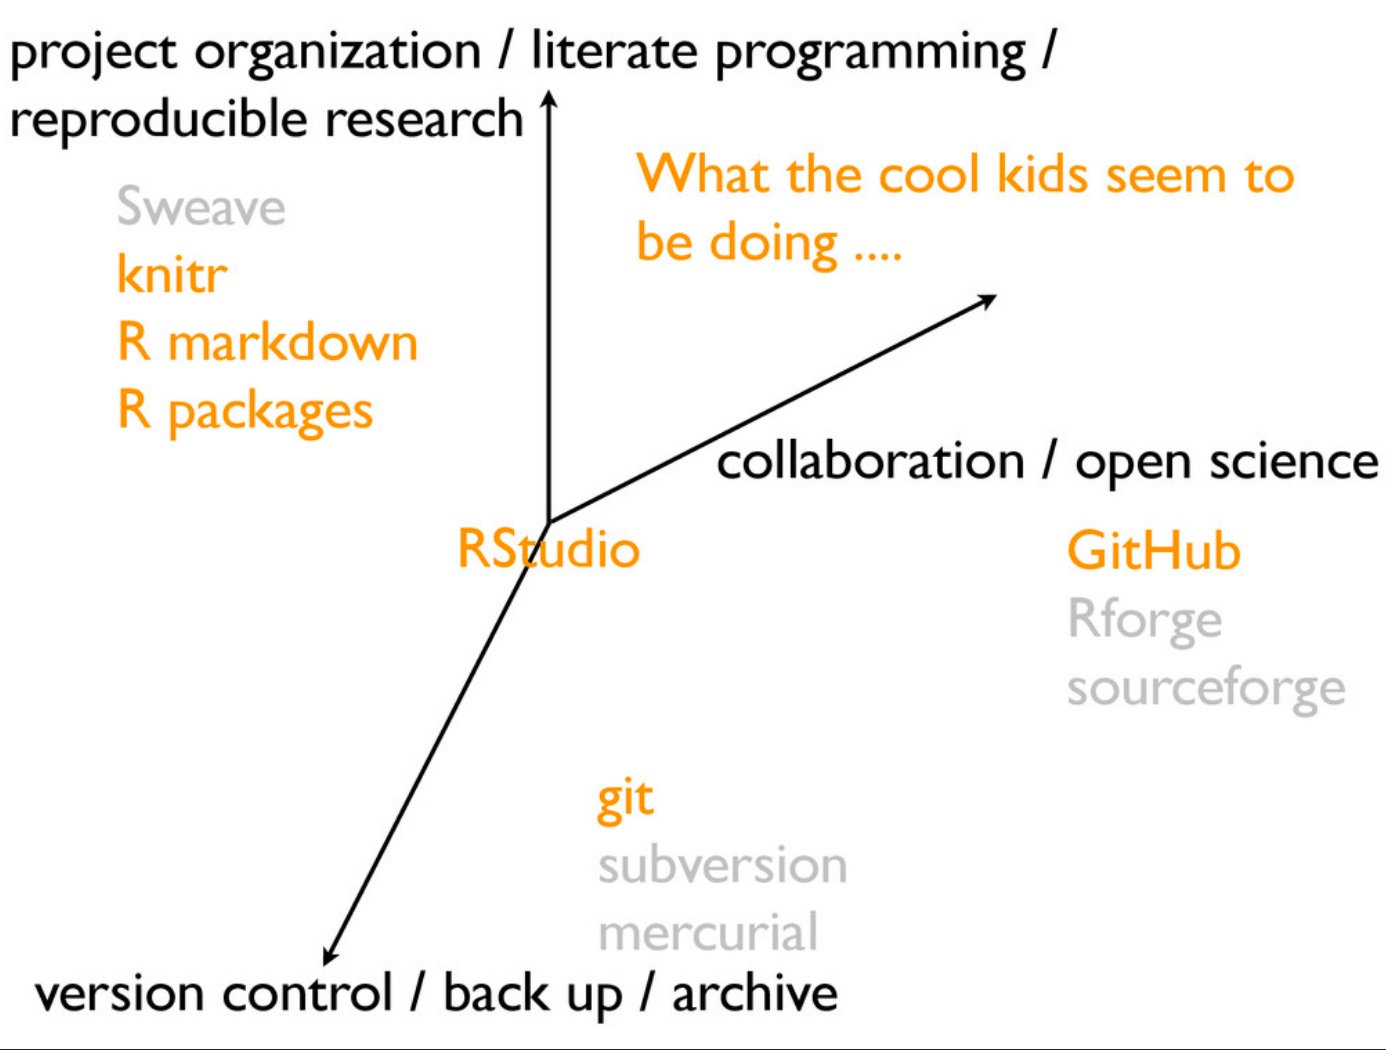 project organization / literate programming /
reproducible research
What the cool kids seem to
be doing ....
Sweave
knitr
R markdown
R packages
collaboration / open science
RStudio
GitHub
Rforge
sourceforge
git
subversion
mercurial
version control / back up / archive